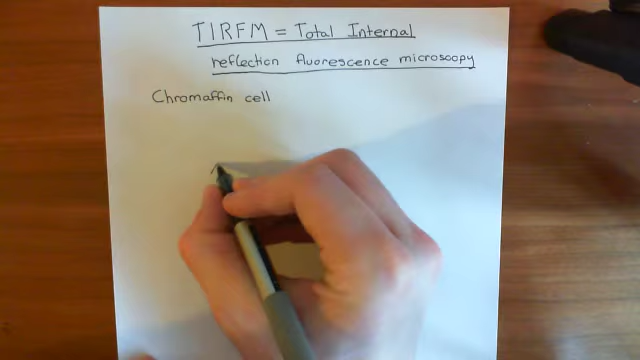 TIRFM = Total Internal
reflection fluorescence microscopy
Chromaffin cell